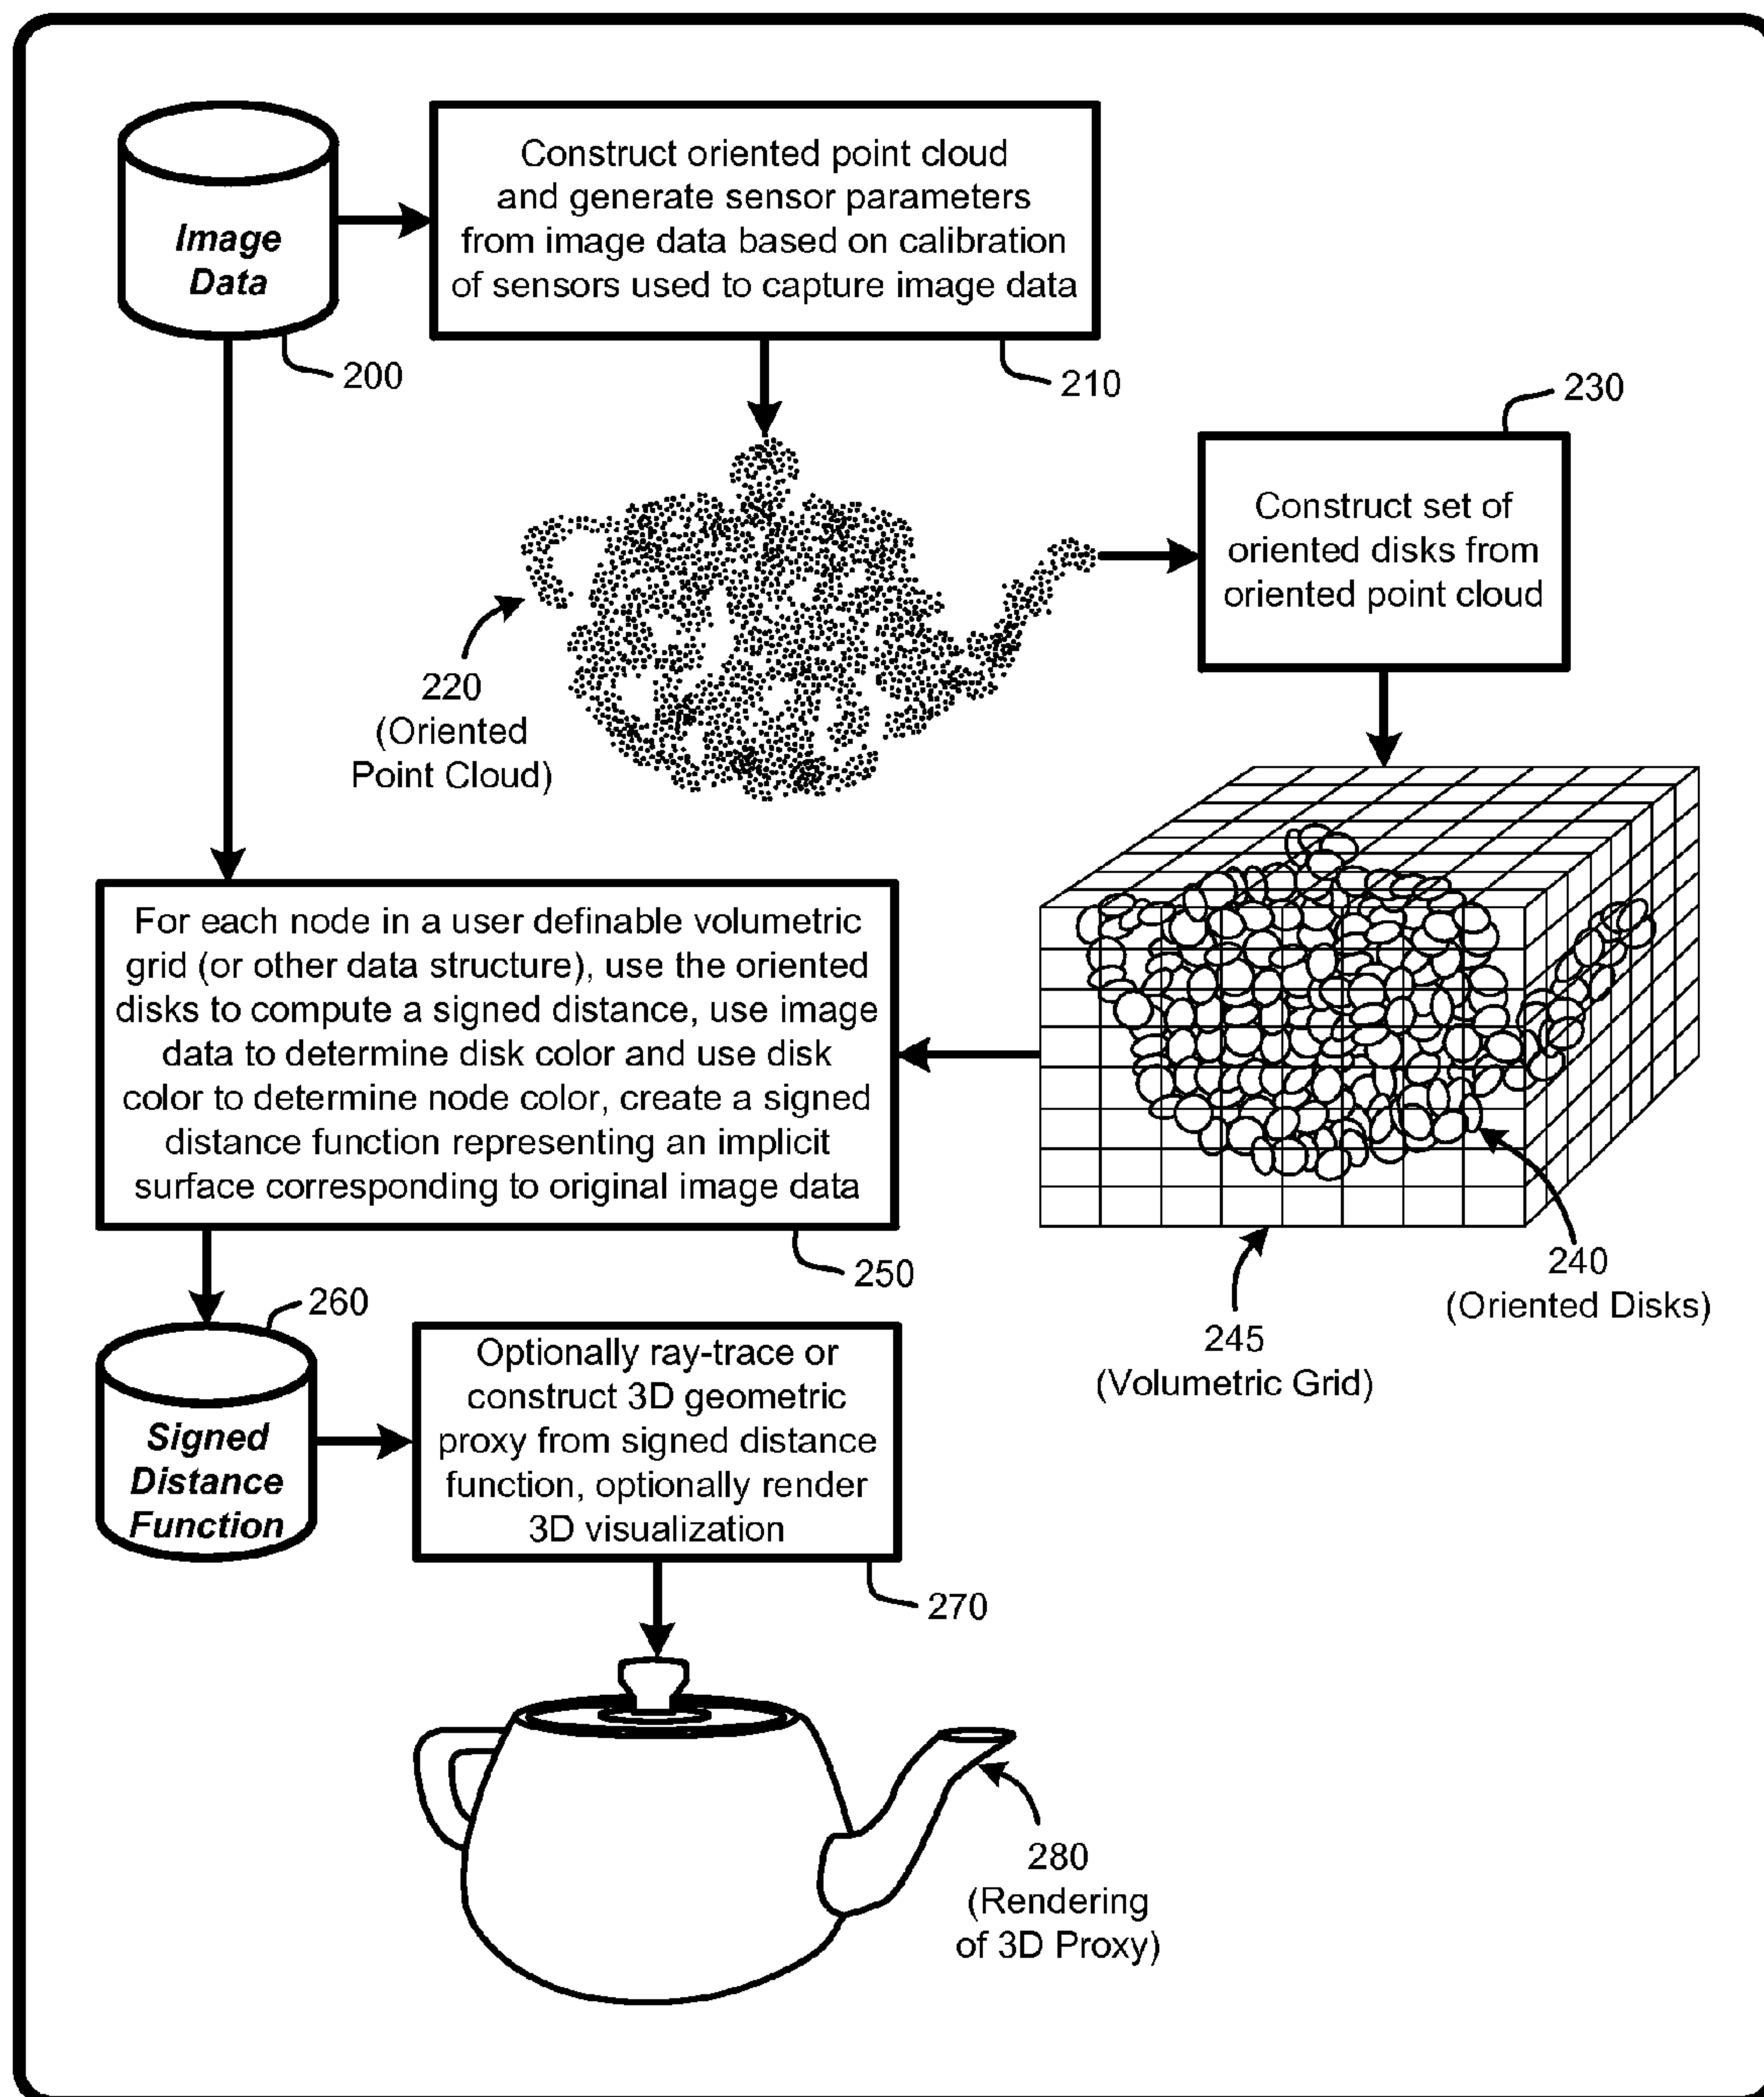 Image
Data
200
Construct oriented point cloud
and generate sensor parameters
from image data based on calibration
of sensors used to capture image data
210
230
Construct set of
oriented disks from
oriented point cloud
220
(Oriented
Point Cloud)
For each node in a user definable volumetric
grid (or other data structure), use the oriented
disks to compute a signed distance, use image
data to determine disk color and use disk
color to determine node color, create a signed
distance function representing an implicit
surface corresponding to original image data
250
240
(Oriented Disks)
245
(Volumetric Grid)
260
Signed
Distance
Function
Optionally ray-trace or
construct 3D geometric
proxy from signed distance
function, optionally render
3D visualization
270
280
(Rendering
of 3D Proxy)